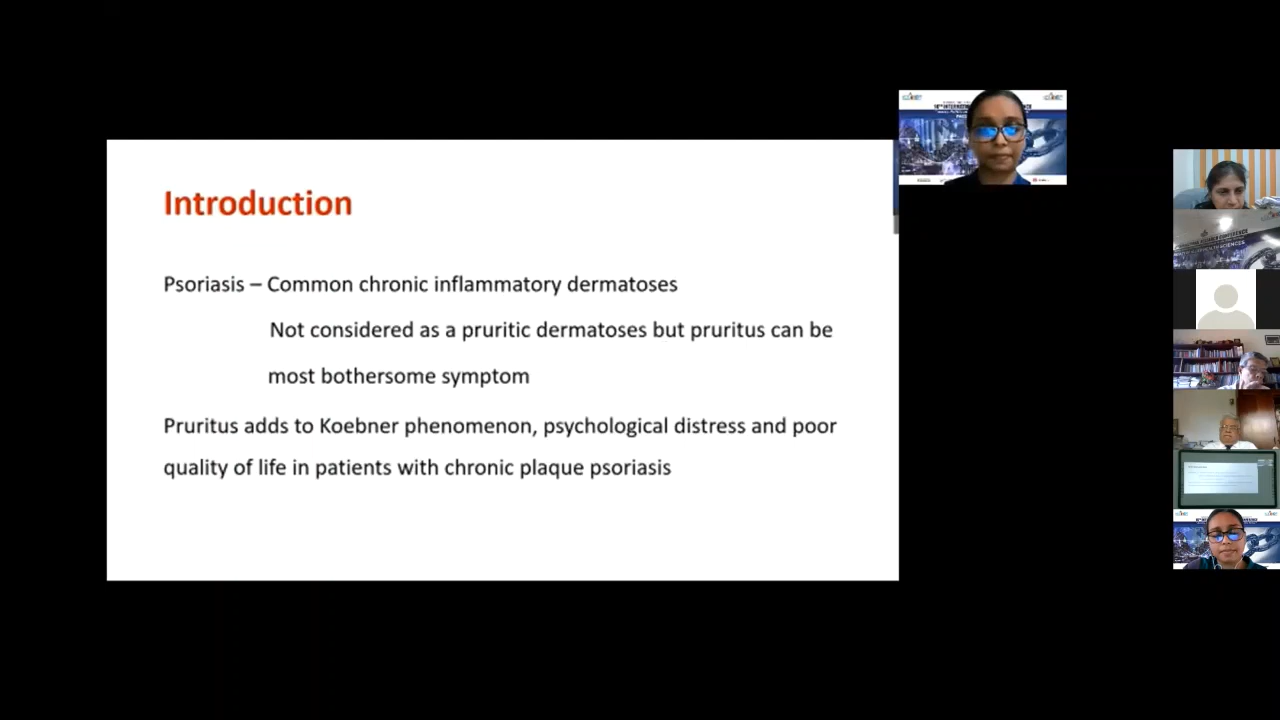 Introduction
Psoriasis – Common chronic inflammatory dermatoses
Not considered as a pruritic dermatoses but pruritus can be
most bothersome symptom
Pruritus adds to Koebner phenomenon, psychological distress and poor
quality of life in patients with chronic plaque psoriasis